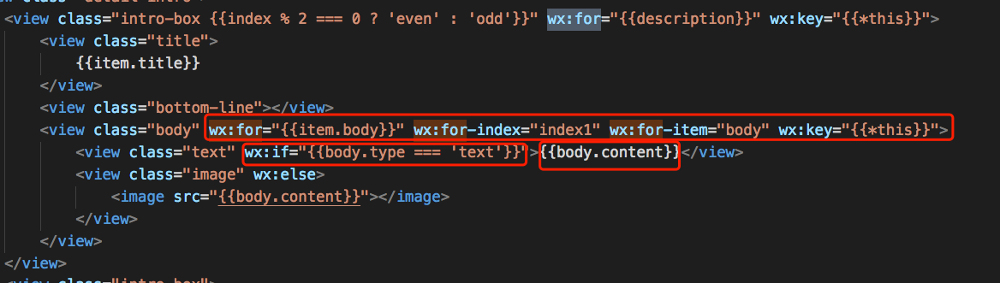 <view class="intro-box {{index % 2 === 0 ? 'even' : 'odd'}}" wx:for="{{description}}" wx:key="{{*this}}">
<view class="title">
{{item.title}}
</view>
<view class="bottom-line"></view>
<view class="body" wx:for="{{item.body}}" wx:for-index="index1" wx:for-item="body" wx:key="{{*this}}">
<view class="text" wx:if="{{body.type === 'text'}}">{{body.content}}</view>
<view class="image" wx:else>
<image src="{{body.content}}"></image>
</view>
</view>
</view>